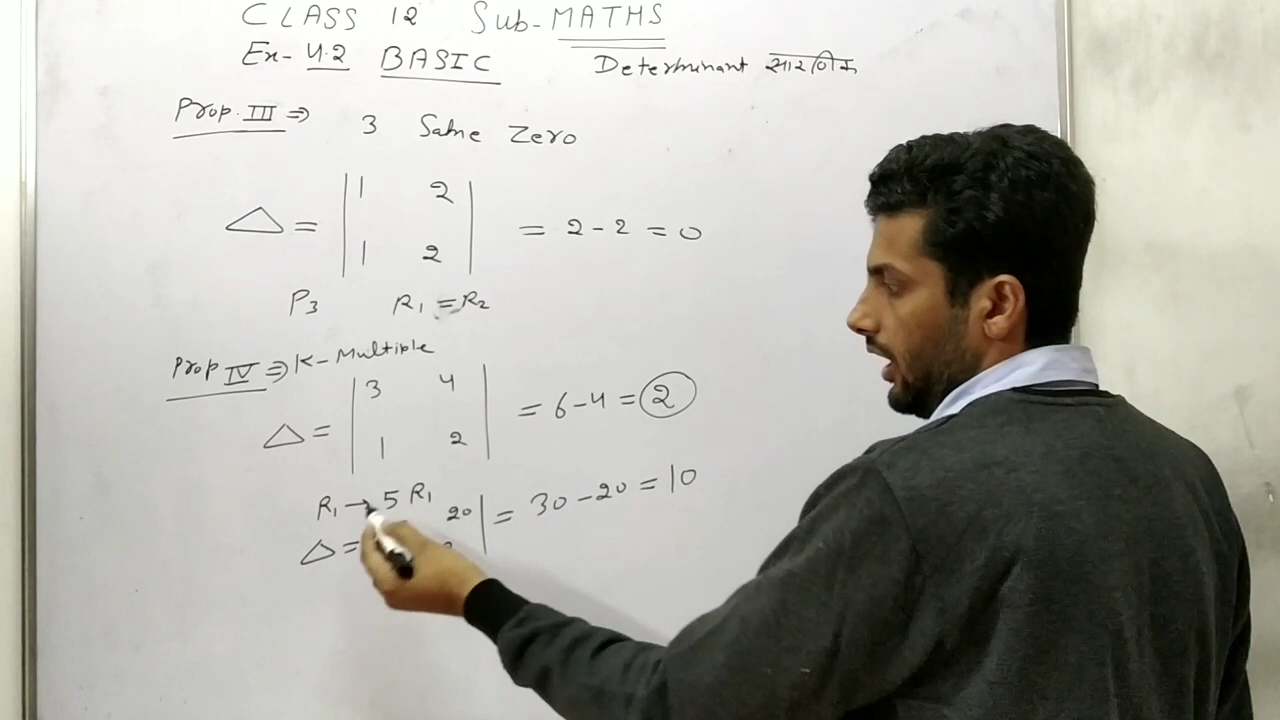 CLASS 12 Sub-MATHS
Ex-4.2 BASIC Determinant सारणिक
Prop. III ⇒ 3 Same Zero
△ = | 1 2 | = 2-2 = 0
| 1 2 |
P3 R1 = R2
Prop IV ⇒ K-Multiple
△ = | 3 4 | = 6-4 = 2
| 1 2 |
R1 → 5 R1
△ = 20 | = 30-20 = 10